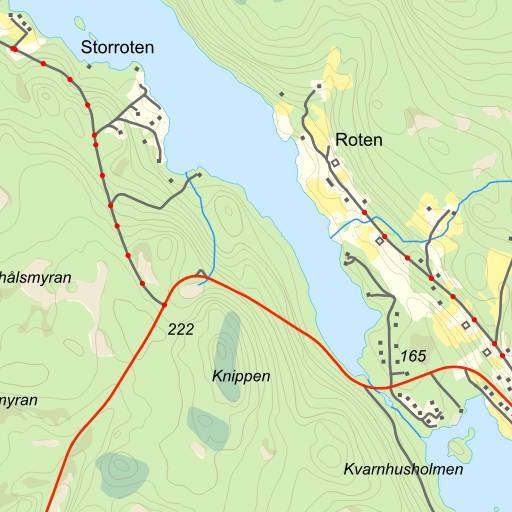 Storroten
Roten
hålsmyran
222
165
Knippen
myran
Kvarnhusholmen